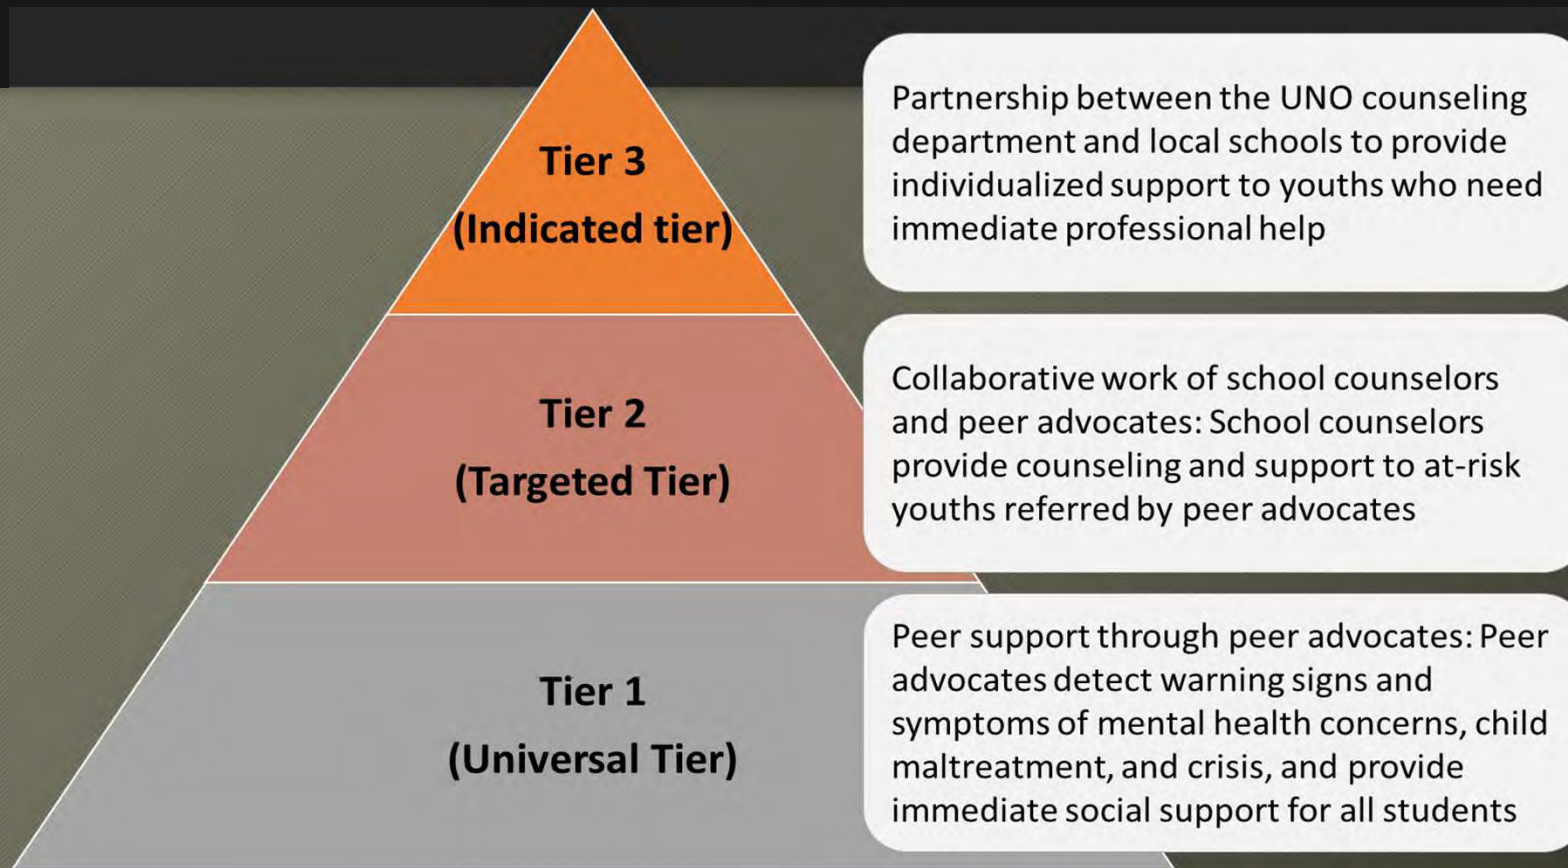 Tier 3
(Indicated tier)
Partnership between the UNO counseling
department and local schools to provide
individualized support to youths who need
immediate professional help
Tier 2
(Targeted Tier)
Collaborative work of school counselors
and peer advocates: School counselors
provide counseling and support to at-risk
youths referred by peer advocates
Tier 1
(Universal Tier)
Peer support through peer advocates: Peer
advocates detect warning signs and
symptoms of mental health concerns, child
maltreatment, and crisis, and provide
immediate social support for all students